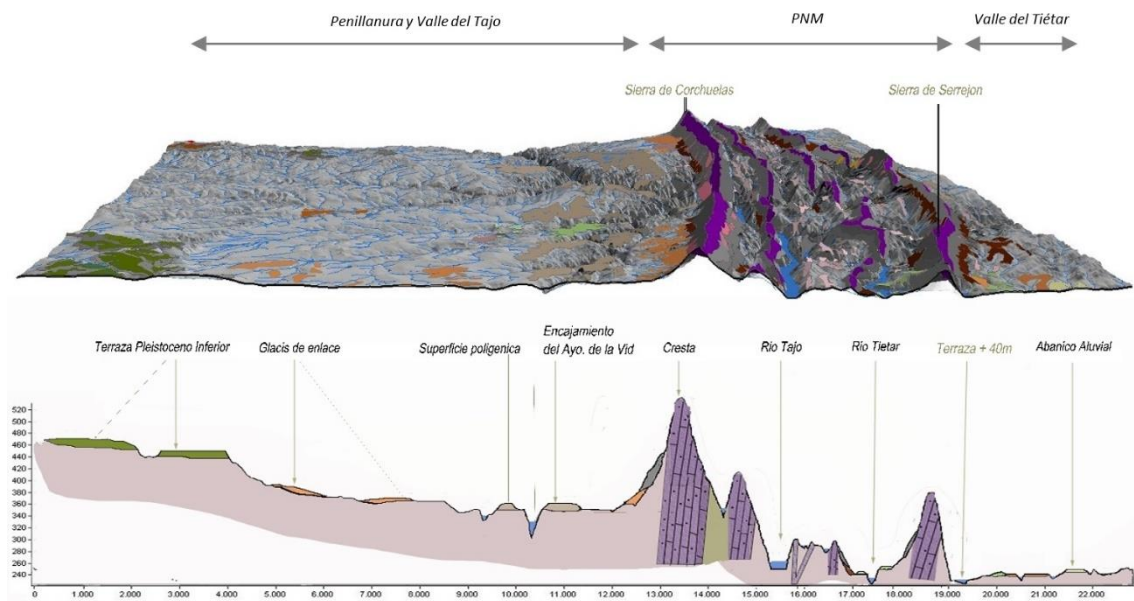 Penillanura y Valle del Tajo
PNM
Valle del Tiétar
Sierra de Corchuelas
Sierra de Serrejon
Terraza Pleistoceno Inferior
Glacis de enlace
Superficie poligenica
Encajamiento
del Ayo. de la Vid
Cresta
Rio Tajo
Rio Tietar
Terraza + 40m
Abanico Aluvial
520
500
480
460
440
420
400
380
360
340
320
300
280
260
240
0
1.000
2.000
3.000
4.000
5.000
6.000
7.000
8.000
9.000
10.000
11.000
12.000
13.000
14.000
15.000
16.000
17.000
18.000
19.000
20.000
21.000
22.000